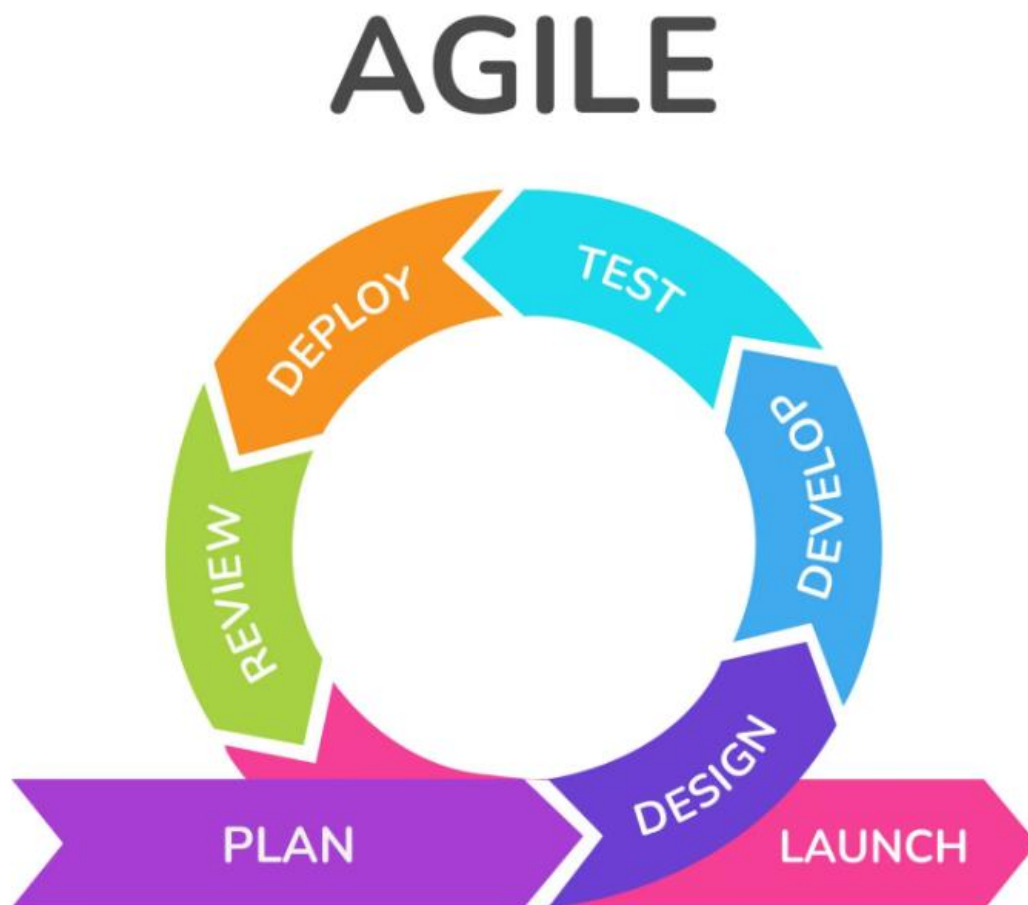 AGILE
PLAN
DESIGN
DEVELOP
TEST
DEPLOY
REVIEW
LAUNCH